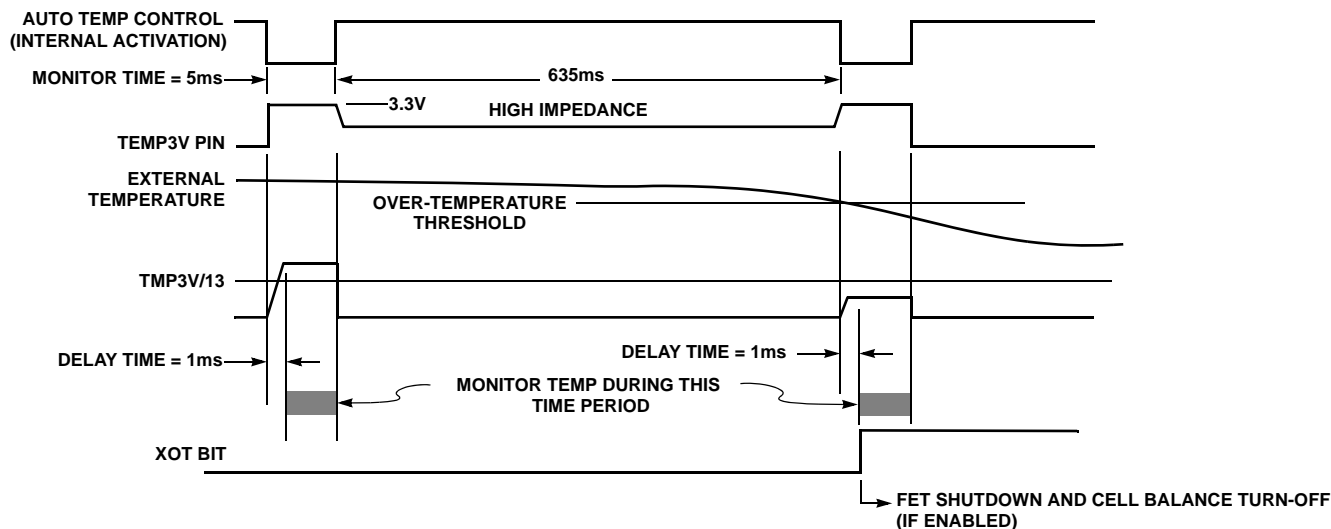 AUTO TEMP CONTROL
(INTERNAL ACTIVATION)
MONITOR TIME = 5ms
635ms
3.3V
HIGH IMPEDANCE
TEMP3V PIN
EXTERNAL
TEMPERATURE
OVER-TEMPERATURE
THRESHOLD
TMP3V/13
DELAY TIME = 1ms
DELAY TIME = 1ms
MONITOR TEMP DURING THIS
TIME PERIOD
XOT BIT
FET SHUTDOWN AND CELL BALANCE TURN-OFF
(IF ENABLED)